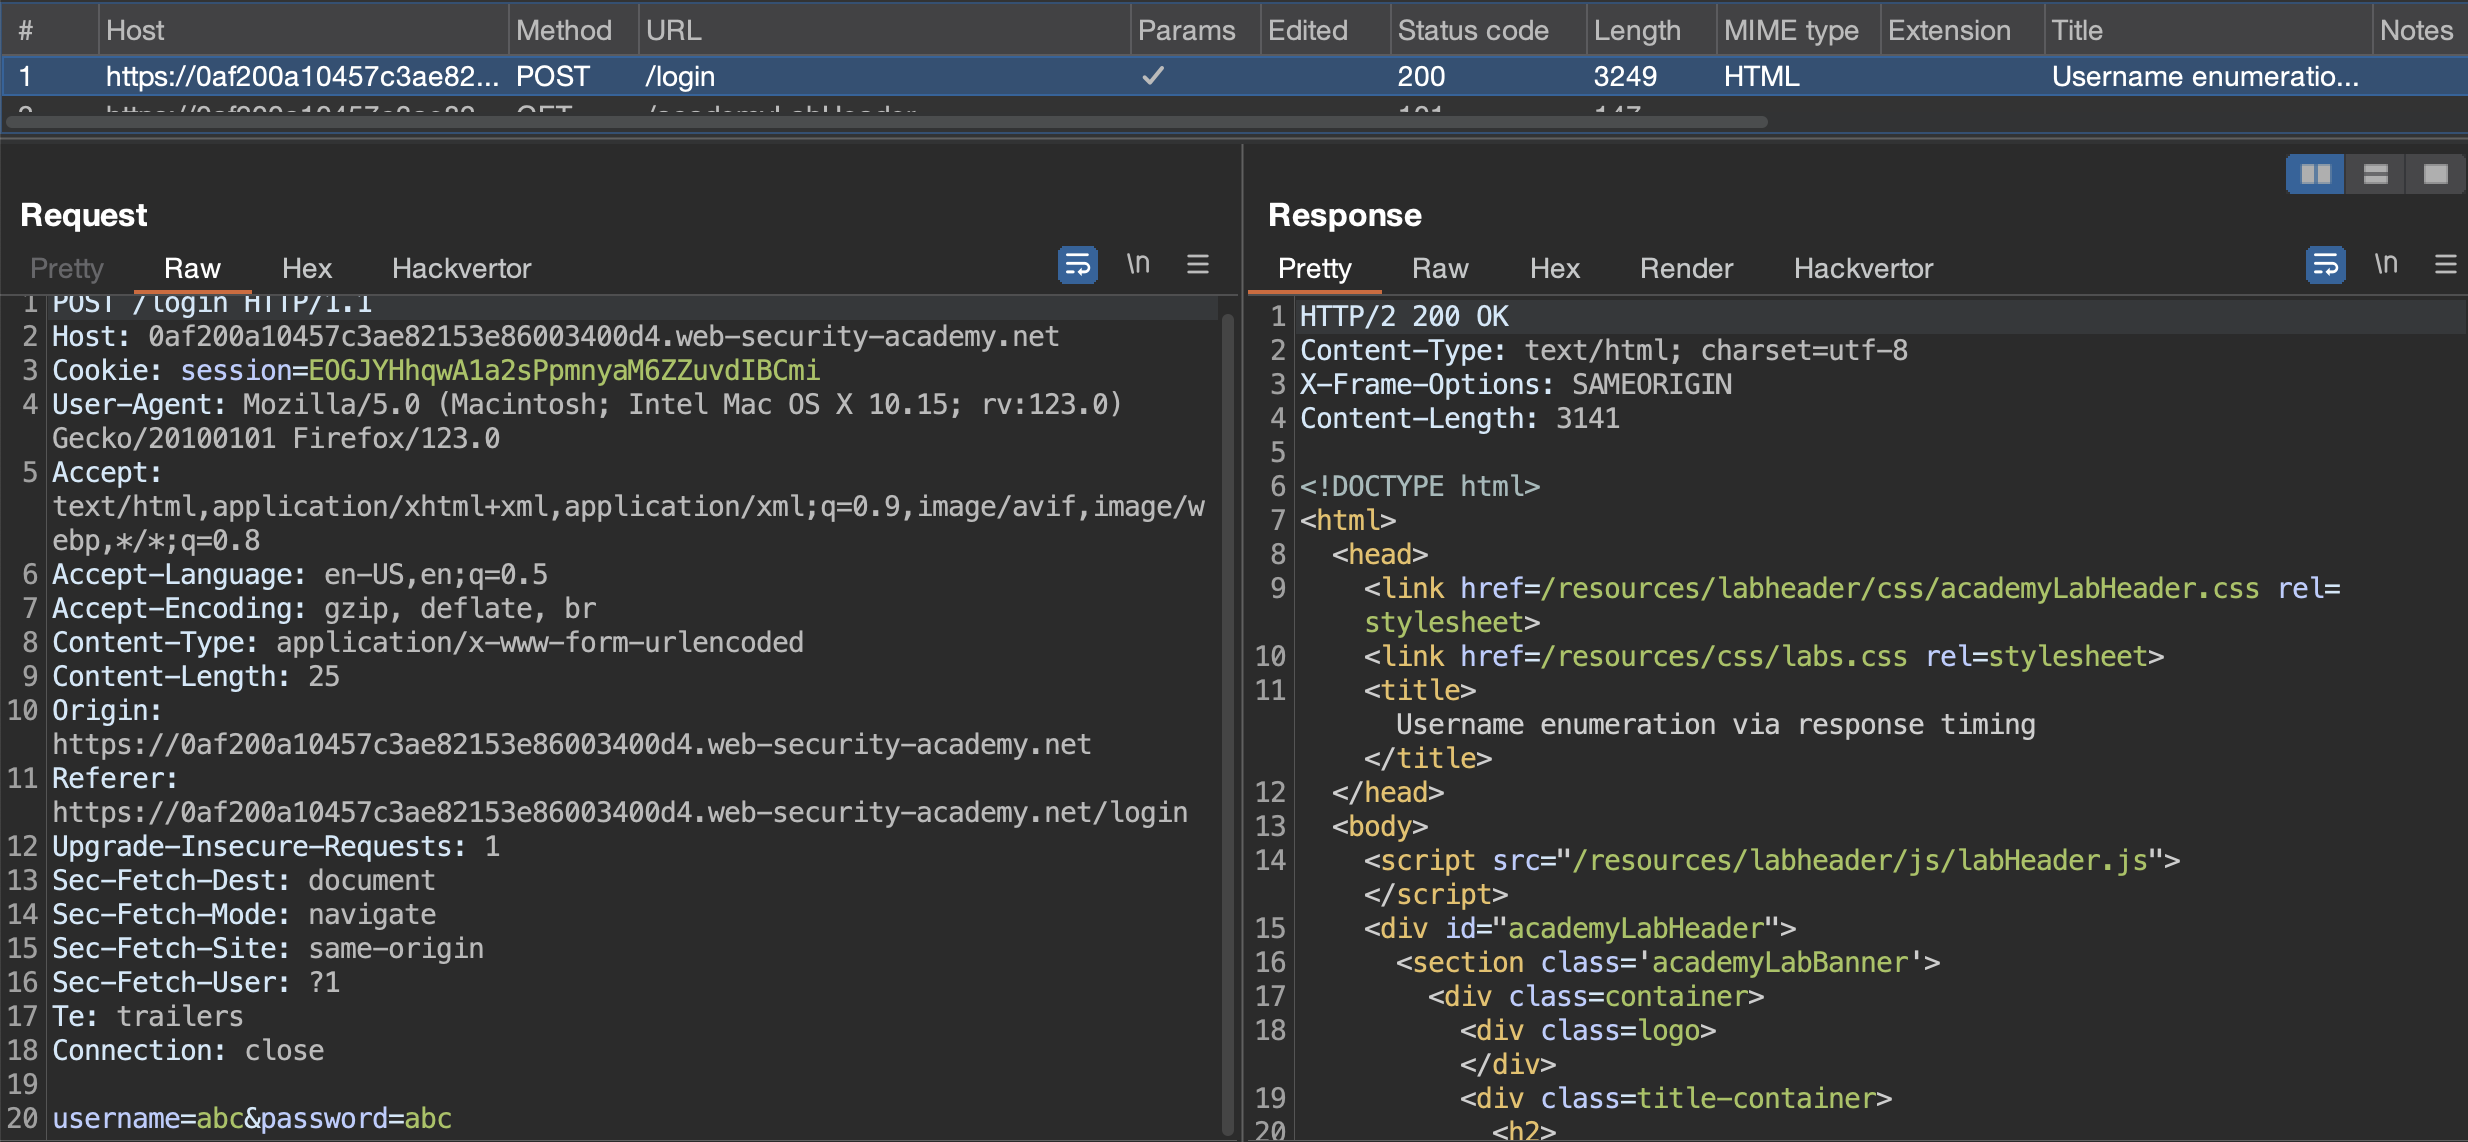 # Host Method URL Params Edited Status code Length MIME type Extension Title Notes
1 https://0af200a10457c3ae82... POST /login ✓ 200 3249 HTML Username enumeratio...
Request
Pretty Raw Hex Hackvertor \n
1 POST /login HTTP/1.1
2 Host: 0af200a10457c3ae82153e86003400d4.web-security-academy.net
3 Cookie: session=EOGJYHhqwA1a2sPpmnyaM6ZZuvdIBCmi
4 User-Agent: Mozilla/5.0 (Macintosh; Intel Mac OS X 10.15; rv:123.0)
Gecko/20100101 Firefox/123.0
5 Accept:
text/html,application/xhtml+xml,application/xml;q=0.9,image/avif,image/w
ebp,*/*;q=0.8
6 Accept-Language: en-US,en;q=0.5
7 Accept-Encoding: gzip, deflate, br
8 Content-Type: application/x-www-form-urlencoded
9 Content-Length: 25
10 Origin:
https://0af200a10457c3ae82153e86003400d4.web-security-academy.net
11 Referer:
https://0af200a10457c3ae82153e86003400d4.web-security-academy.net/login
12 Upgrade-Insecure-Requests: 1
13 Sec-Fetch-Dest: document
14 Sec-Fetch-Mode: navigate
15 Sec-Fetch-Site: same-origin
16 Sec-Fetch-User: ?1
17 Te: trailers
18 Connection: close
19
20 username=abc&password=abc
Response
Pretty Raw Hex Render Hackvertor \n
1 HTTP/2 200 OK
2 Content-Type: text/html; charset=utf-8
3 X-Frame-Options: SAMEORIGIN
4 Content-Length: 3141
5
6 <!DOCTYPE html>
7 <html>
8 <head>
9 <link href=/resources/labheader/css/academyLabHeader.css rel=
stylesheet>
10 <link href=/resources/css/labs.css rel=stylesheet>
11 <title>
Username enumeration via response timing
</title>
12 </head>
13 <body>
14 <script src="/resources/labheader/js/labHeader.js">
</script>
15 <div id="academyLabHeader">
16 <section class='academyLabBanner'>
17 <div class=container>
18 <div class=logo>
</div>
19 <div class=title-container>
20 <h2>